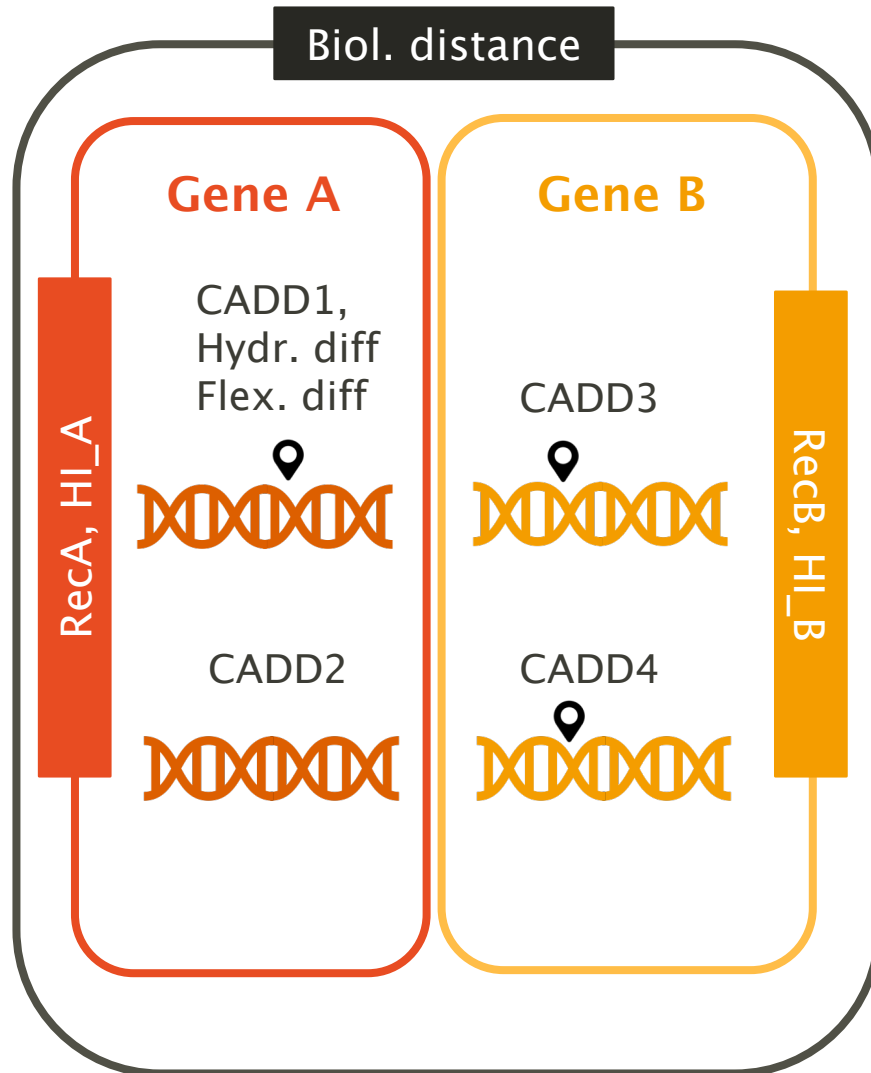 Biol. distance
Gene A
CADD1,
Hydr. diff
Flex. diff
CADD2
RecA, HI_A
Gene B
CADD3
CADD4
RecB, HI_B